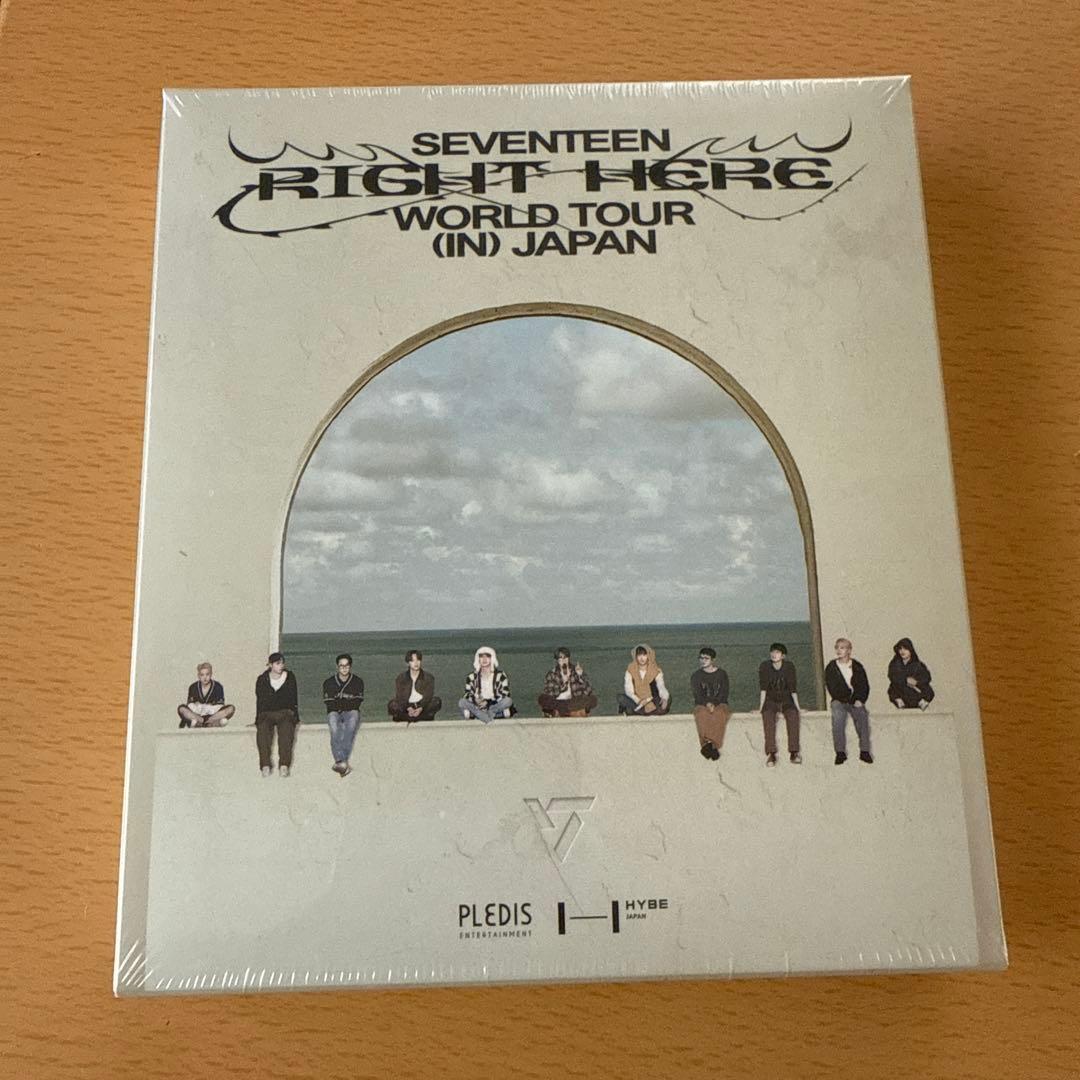 SEVENTEEN
RIGHT HERE
WORLD TOUR
(IN) JAPAN
PLEDIS
ENTERTAINMENT
HYBE
JAPAN